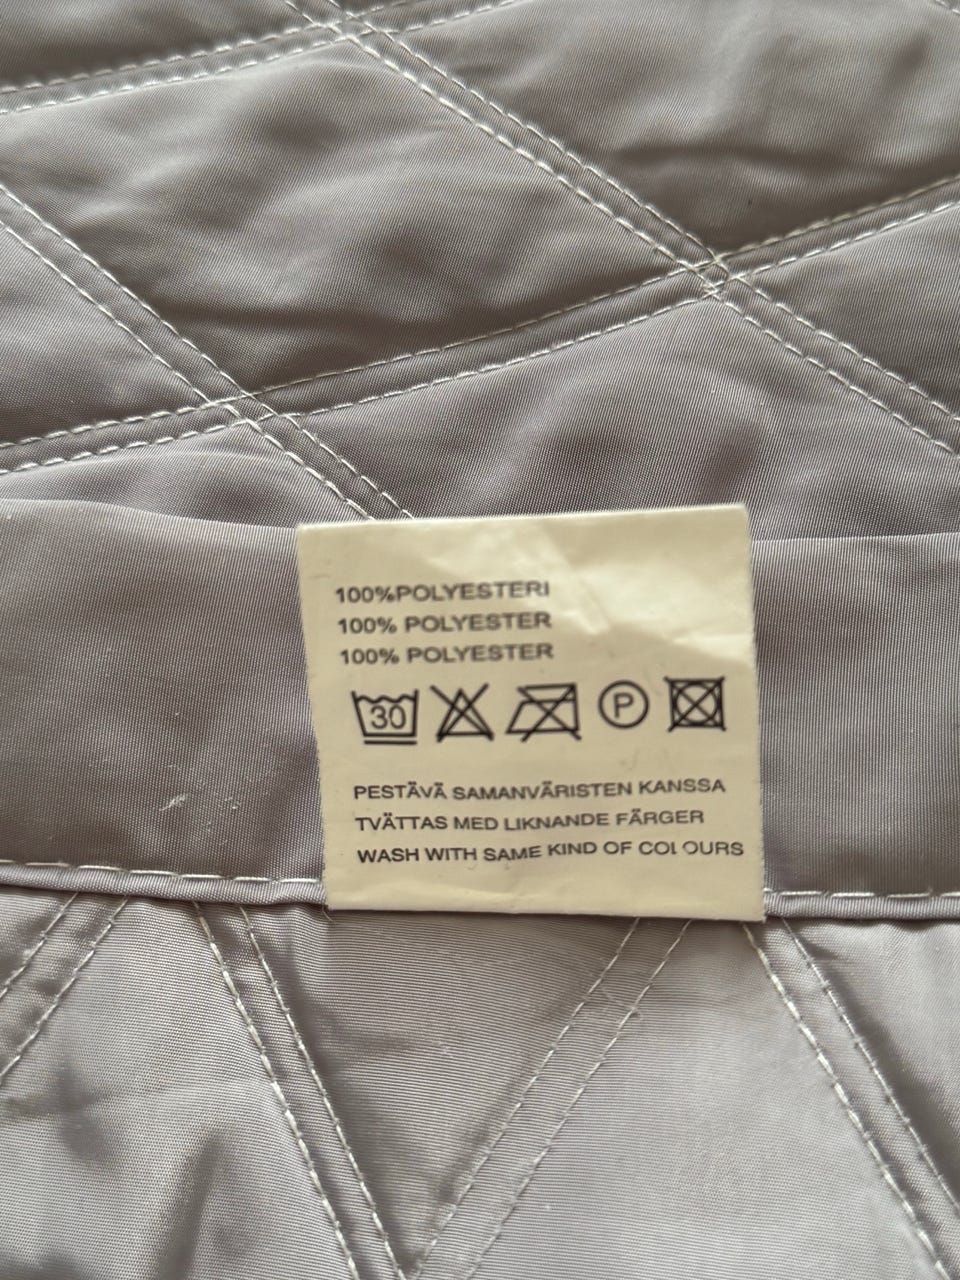 100%POLYESTERI
100% POLYESTER
100% POLYESTER
30 P
PESTÄVÄ SAMANVÄRISTEN KANSSA
TVÄTTAS MED LIKNANDE FÄRGER
WASH WITH SAME KIND OF COLOURS